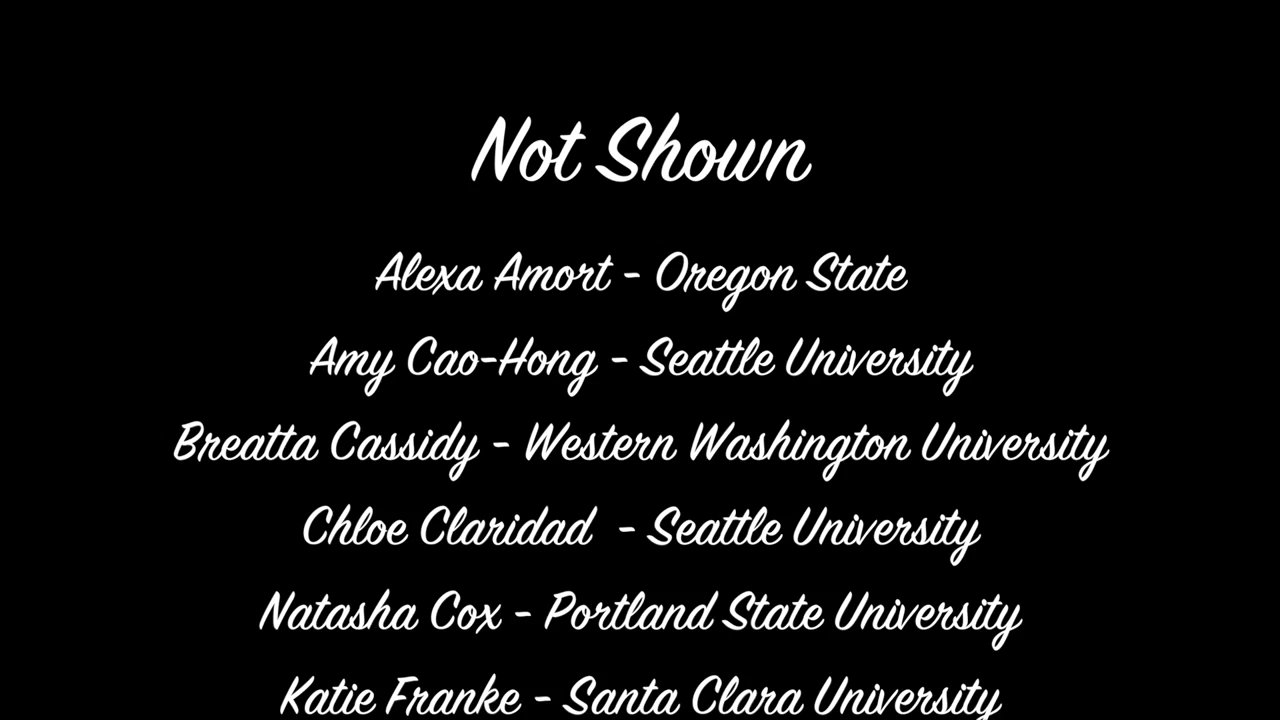 Not Shown
Alexa Amort - Oregon State
Amy Cao-Hong - Seattle University
Breatta Cassidy - Western Washington University
Chloe Claridad - Seattle University
Natasha Cox - Portland State University
Katie Franke - Santa Clara University